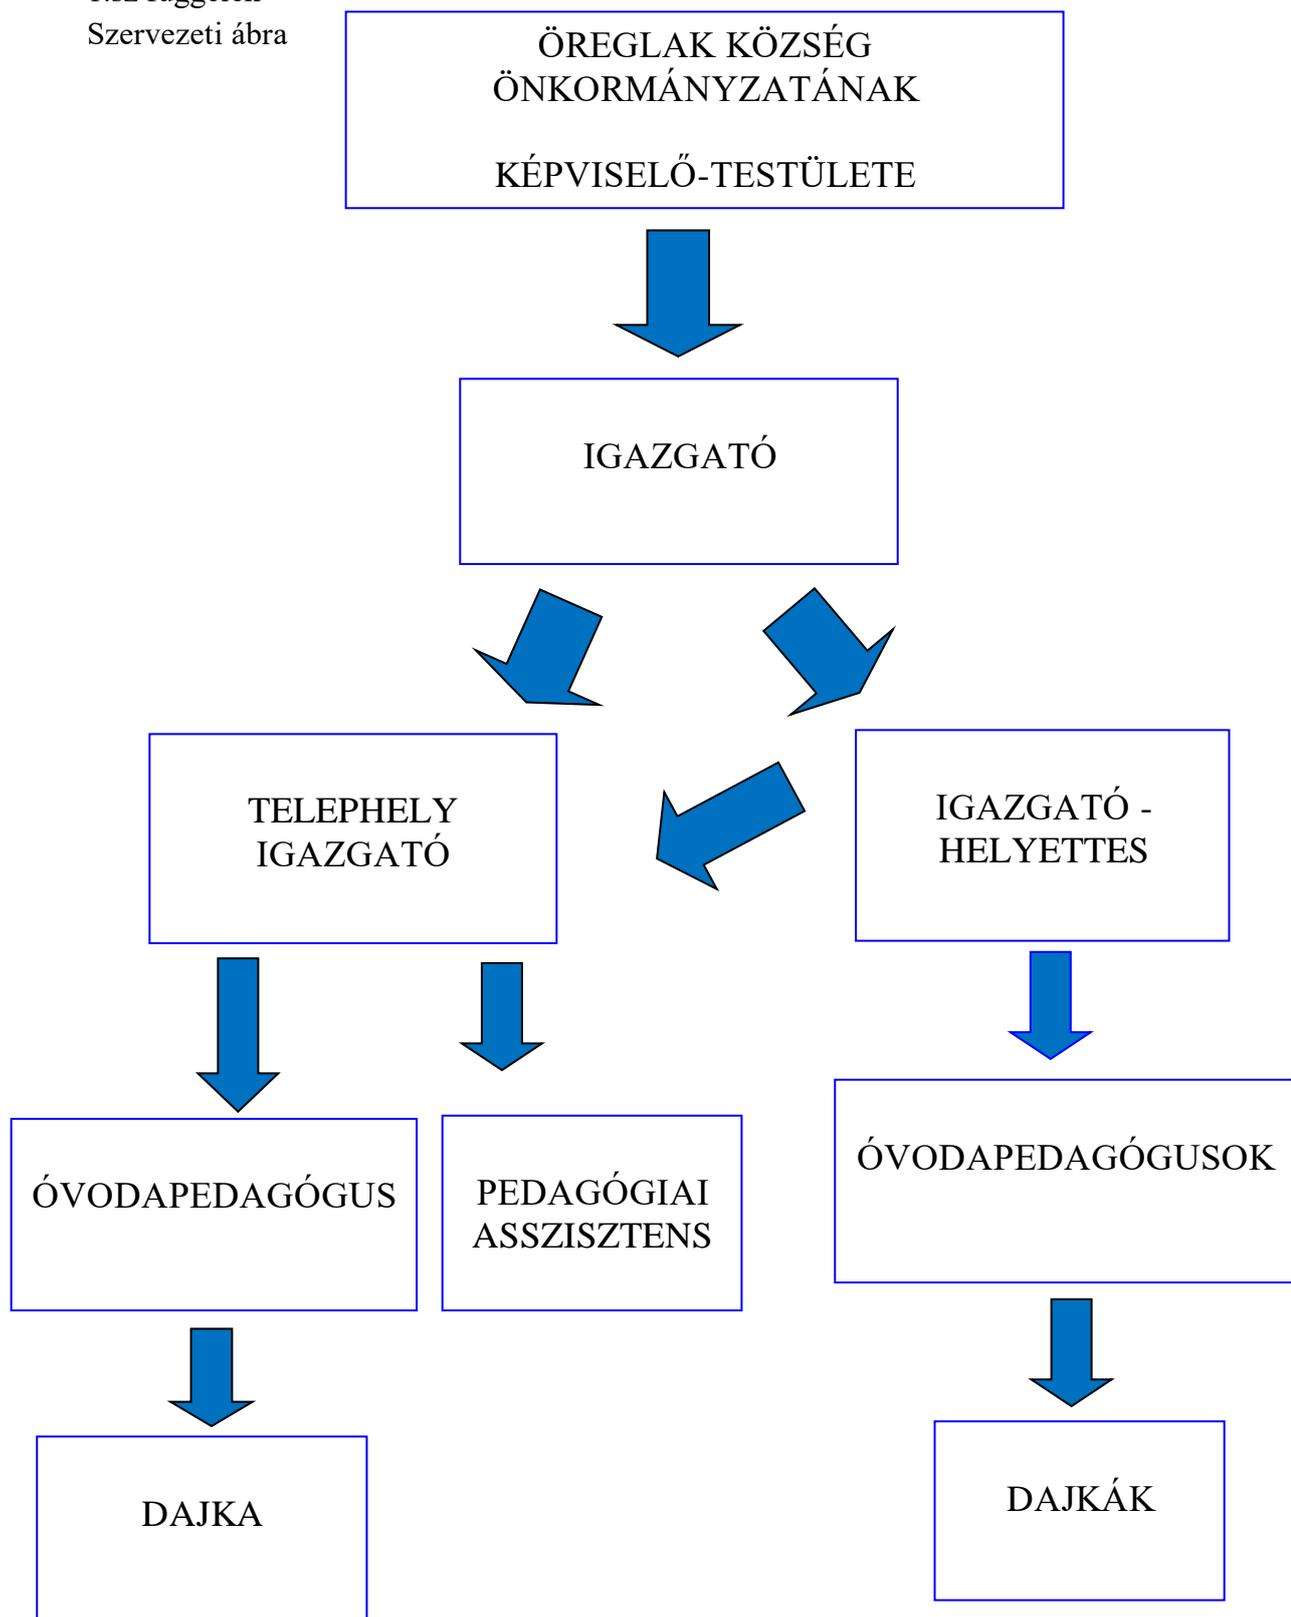 Szervezeti ábra
ÖREGLAK KÖZSÉG
ÖNKORMÁNYZATÁNAK
KÉPVISELŐ-TESTÜLETE
IGAZGATÓ
TELEPHELY
IGAZGATÓ
IGAZGATÓ -
HELYETTES
ÓVODAPEDAGÓGUS
PEDAGÓGIAI
ASSZISZTENS
ÓVODAPEDAGÓGUSOK
DAJKA
DAJKÁK